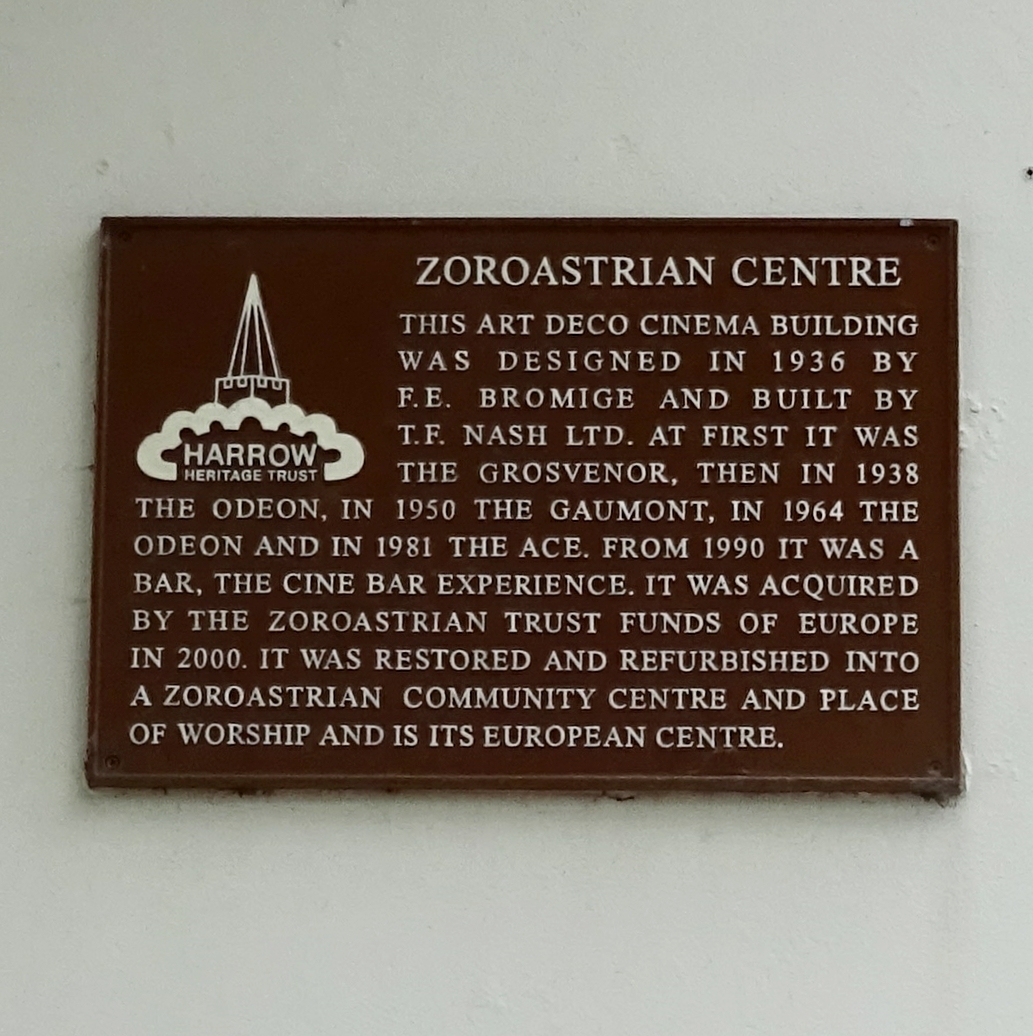 ZOROASTRIAN CENTRE
THIS ART DECO CINEMA BUILDING
WAS DESIGNED IN 1936 BY
F.E. BROMIGE AND BUILT BY
T.F. NASH LTD. AT FIRST IT WAS
HARROW
HERITAGE TRUST
THE GROSVENOR, THEN IN 1938
THE ODEON, IN 1950 THE GAUMONT, IN 1964 THE
ODEON AND IN 1981 THE ACE. FROM 1990 IT WAS A
BAR, THE CINE BAR EXPERIENCE. IT WAS ACQUIRED
BY THE ZOROASTRIAN TRUST FUNDS OF EUROPE
IN 2000. IT WAS RESTORED AND REFURBISHED INTO
A ZOROASTRIAN COMMUNITY CENTRE AND PLACE
OF WORSHIP AND IS ITS EUROPEAN CENTRE.